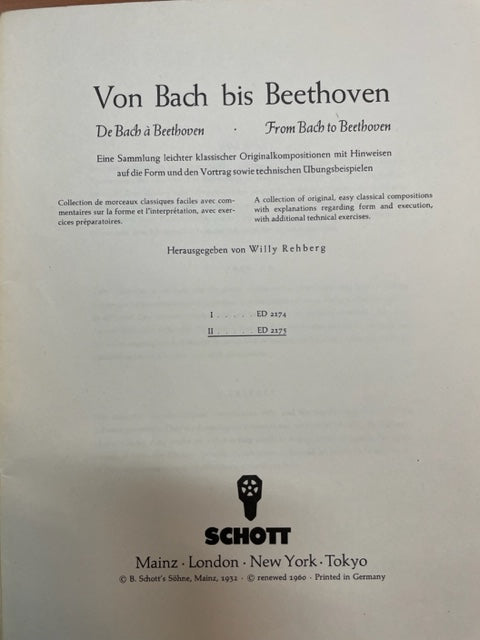 Von Bach bis Beethoven
De Bach à Beethoven · From Bach to Beethoven
Eine Sammlung leichter klassischer Originalkompositionen mit Hinweisen
auf die Form und den Vortrag sowie technischen Übungsbeispielen
Collection de morceaux classiques faciles avec com-
mentaires sur la forme et l'interprétation, avec exer-
cices préparatoires.
A collection of original, easy classical compositions
with explanations regarding form and execution,
with additional technical exercises.
Herausgegeben von Willy Rehberg
I . . . . . ED 2174
II . . . . . ED 2175
SCHOTT
Mainz · London · New York · Tokyo
© B. Schott's Söhne, Mainz, 1932 · © renewed 1960 · Printed in Germany